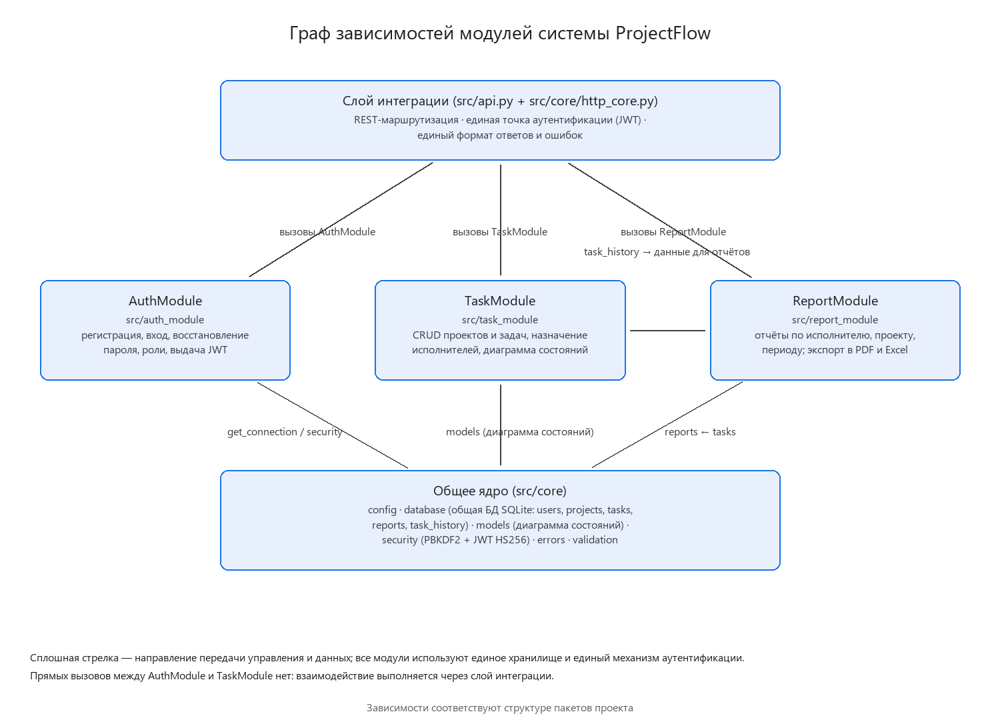 Граф зависимостей модулей системы ProjectFlow
Слой интеграции (src/api.py + src/core/http_core.py)
REST-маршрутизация · единая точка аутентификации (JWT) ·
единый формат ответов и ошибок
вызовы AuthModule
вызовы TaskModule
вызовы ReportModule
task_history → данные для отчётов
AuthModule
src/auth_module
регистрация, вход, восстановление
пароля, роли, выдача JWT
TaskModule
src/task_module
CRUD проектов и задач, назначение
исполнителей, диаграмма состояний
ReportModule
src/report_module
отчёты по исполнителю, проекту,
периоду; экспорт в PDF и Excel
get_connection / security
models (диаграмма состояний)
reports ← tasks
Общее ядро (src/core)
config · database (общая БД SQLite: users, projects, tasks,
reports, task_history) · models (диаграмма состояний) ·
security (PBKDF2 + JWT HS256) · errors · validation
Сплошная стрелка — направление передачи управления и данных; все модули используют единое хранилище и единый механизм аутентификации.
Прямых вызовов между AuthModule и TaskModule нет: взаимодействие выполняется через слой интеграции.
Зависимости соответствуют структуре пакетов проекта